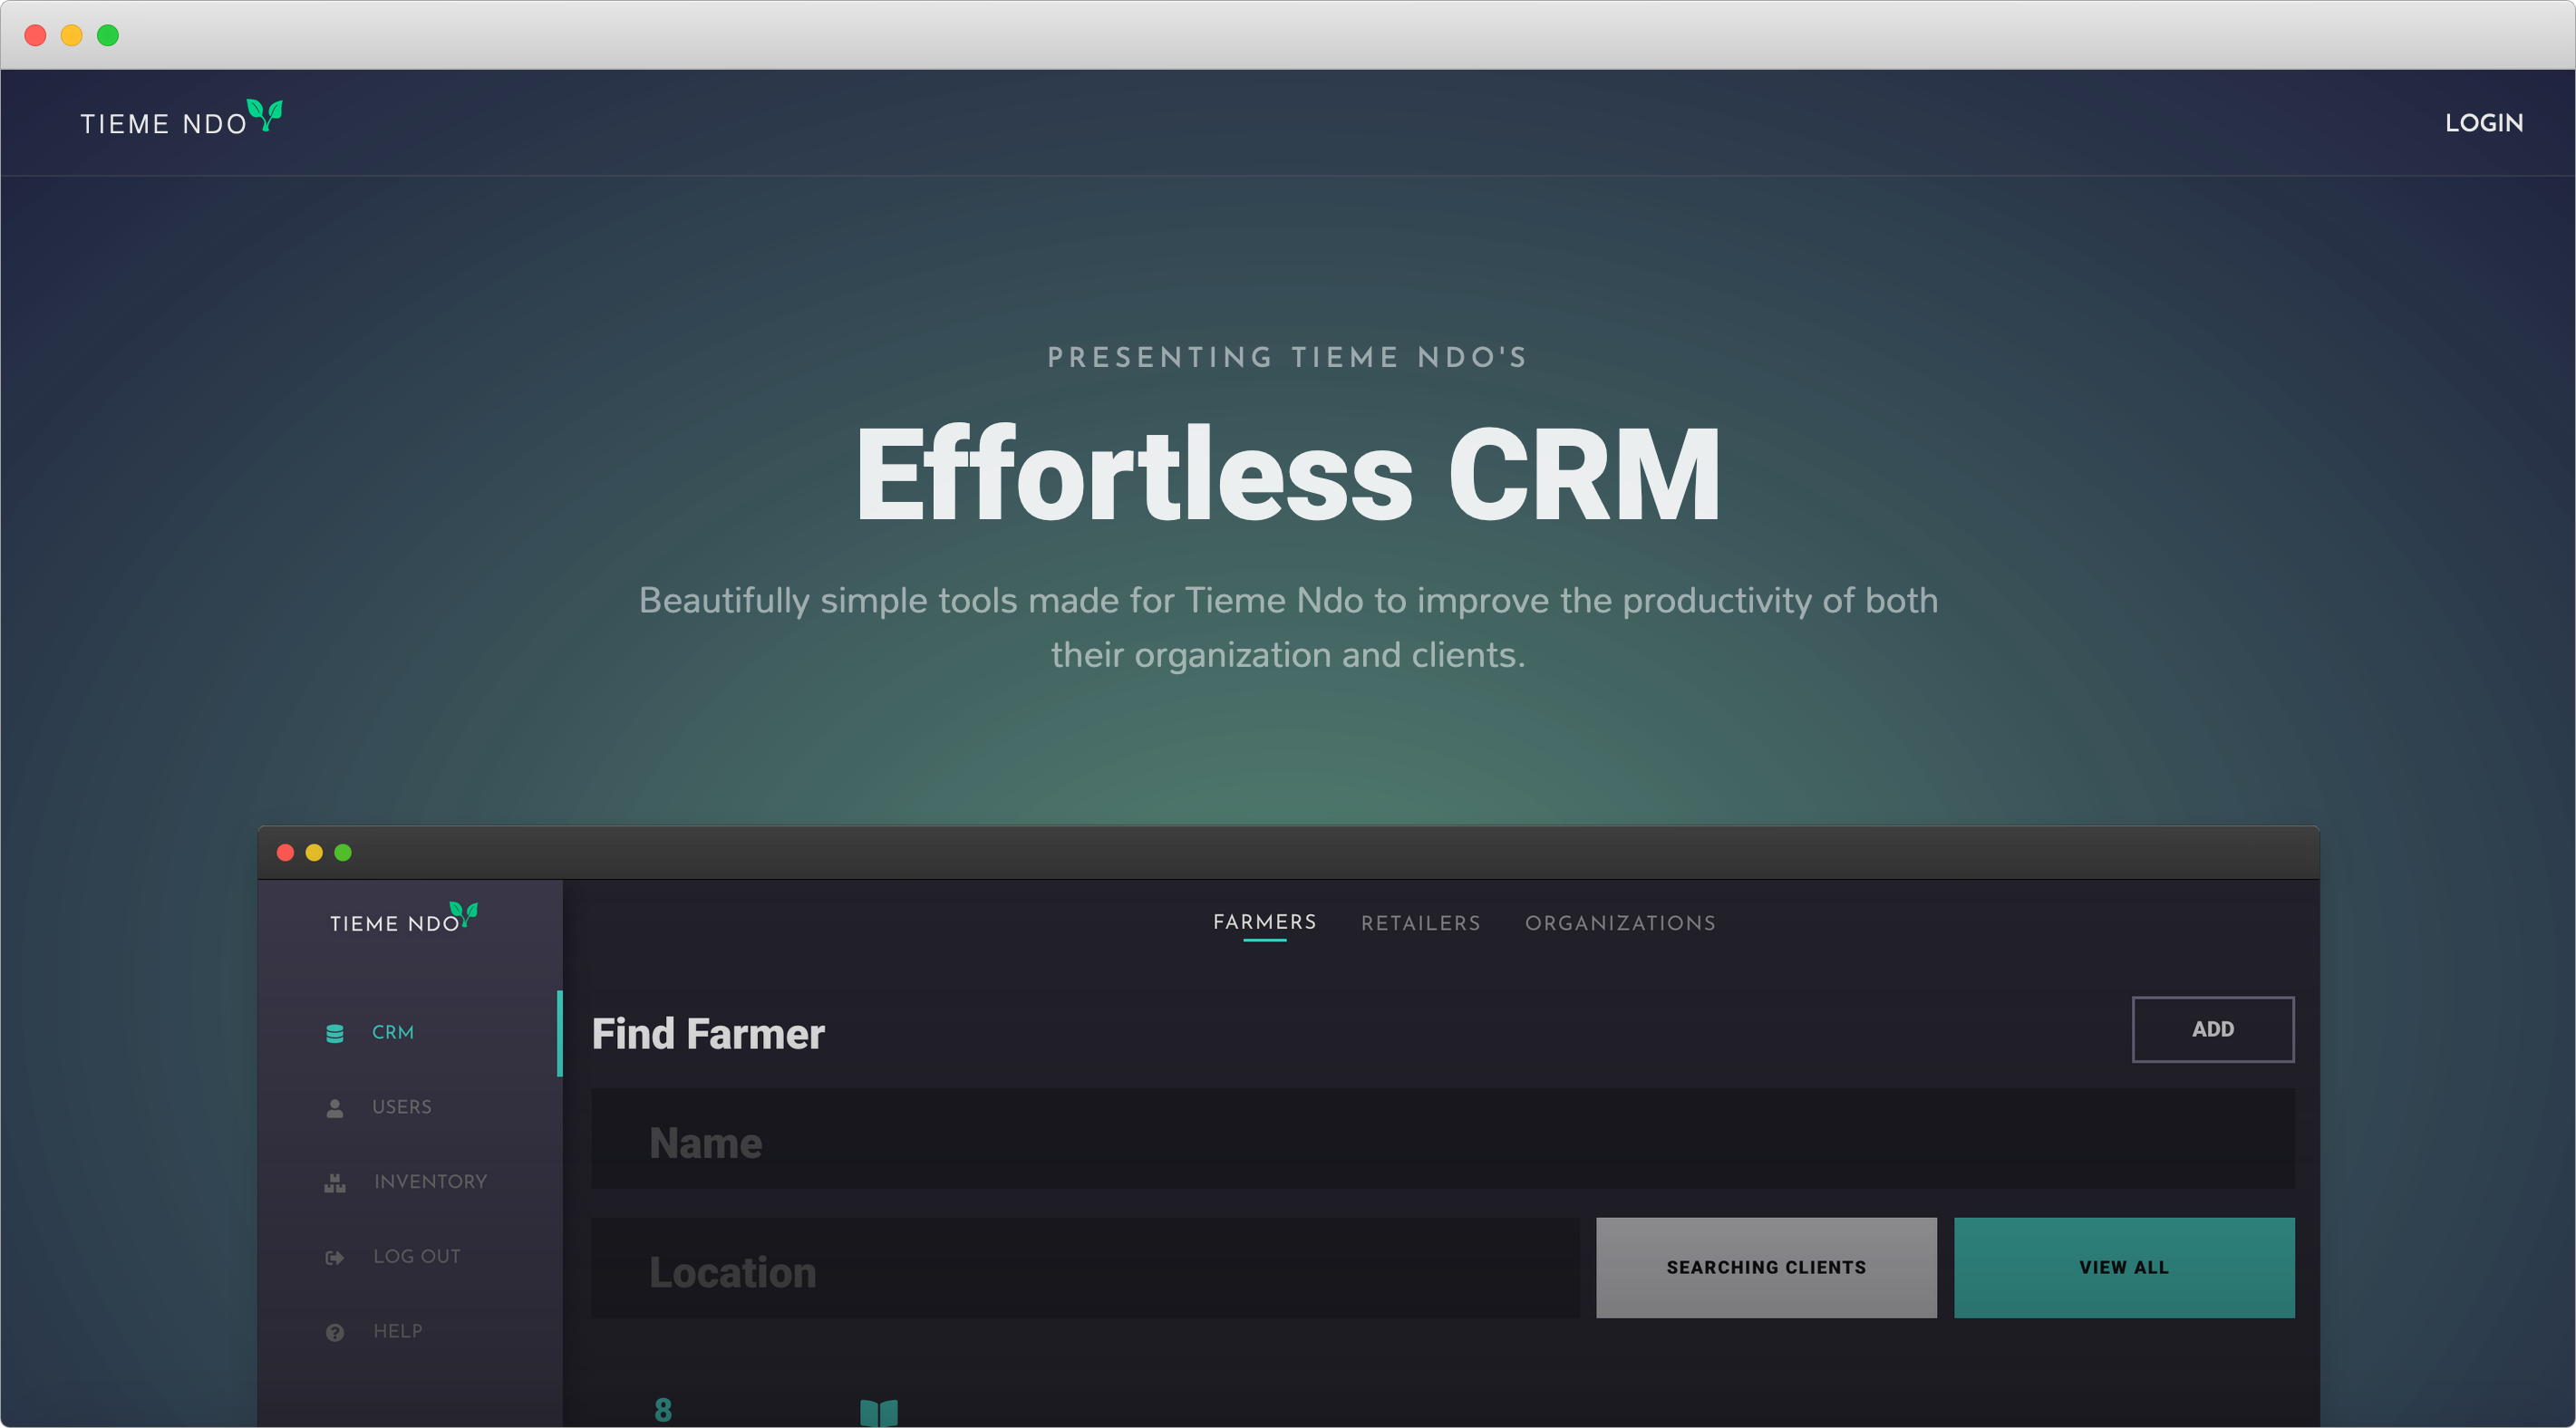 TIEME NDO
LOGIN
PRESENTING TIEME NDO'S
Effortless CRM
Beautifully simple tools made for Tieme Ndo to improve the productivity of both
their organization and clients.
TIEME NDO
FARMERS
RETAILERS
ORGANIZATIONS
CRM
USERS
INVENTORY
LOG OUT
HELP
Find Farmer
ADD
Name
Location
SEARCHING CLIENTS
VIEW ALL
8